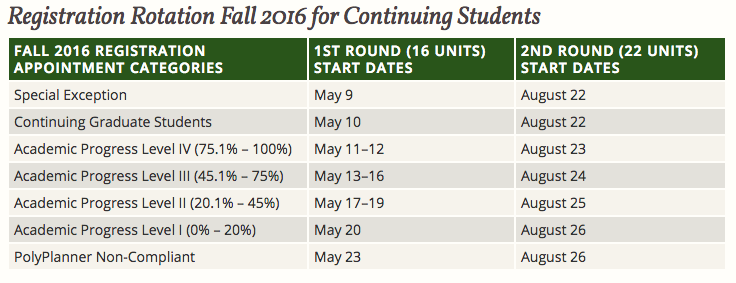 Registration Rotation Fall 2016 for Continuing Students
FALL 2016 REGISTRATION APPOINTMENT CATEGORIES 1ST ROUND (16 UNITS) START DATES 2ND ROUND (22 UNITS) START DATES
Special Exception May 9 August 22
Continuing Graduate Students May 10 August 22
Academic Progress Level IV (75.1% – 100%) May 11–12 August 23
Academic Progress Level III (45.1% – 75%) May 13–16 August 24
Academic Progress Level II (20.1% – 45%) May 17–19 August 25
Academic Progress Level I (0% – 20%) May 20 August 26
PolyPlanner Non-Compliant May 23 August 26